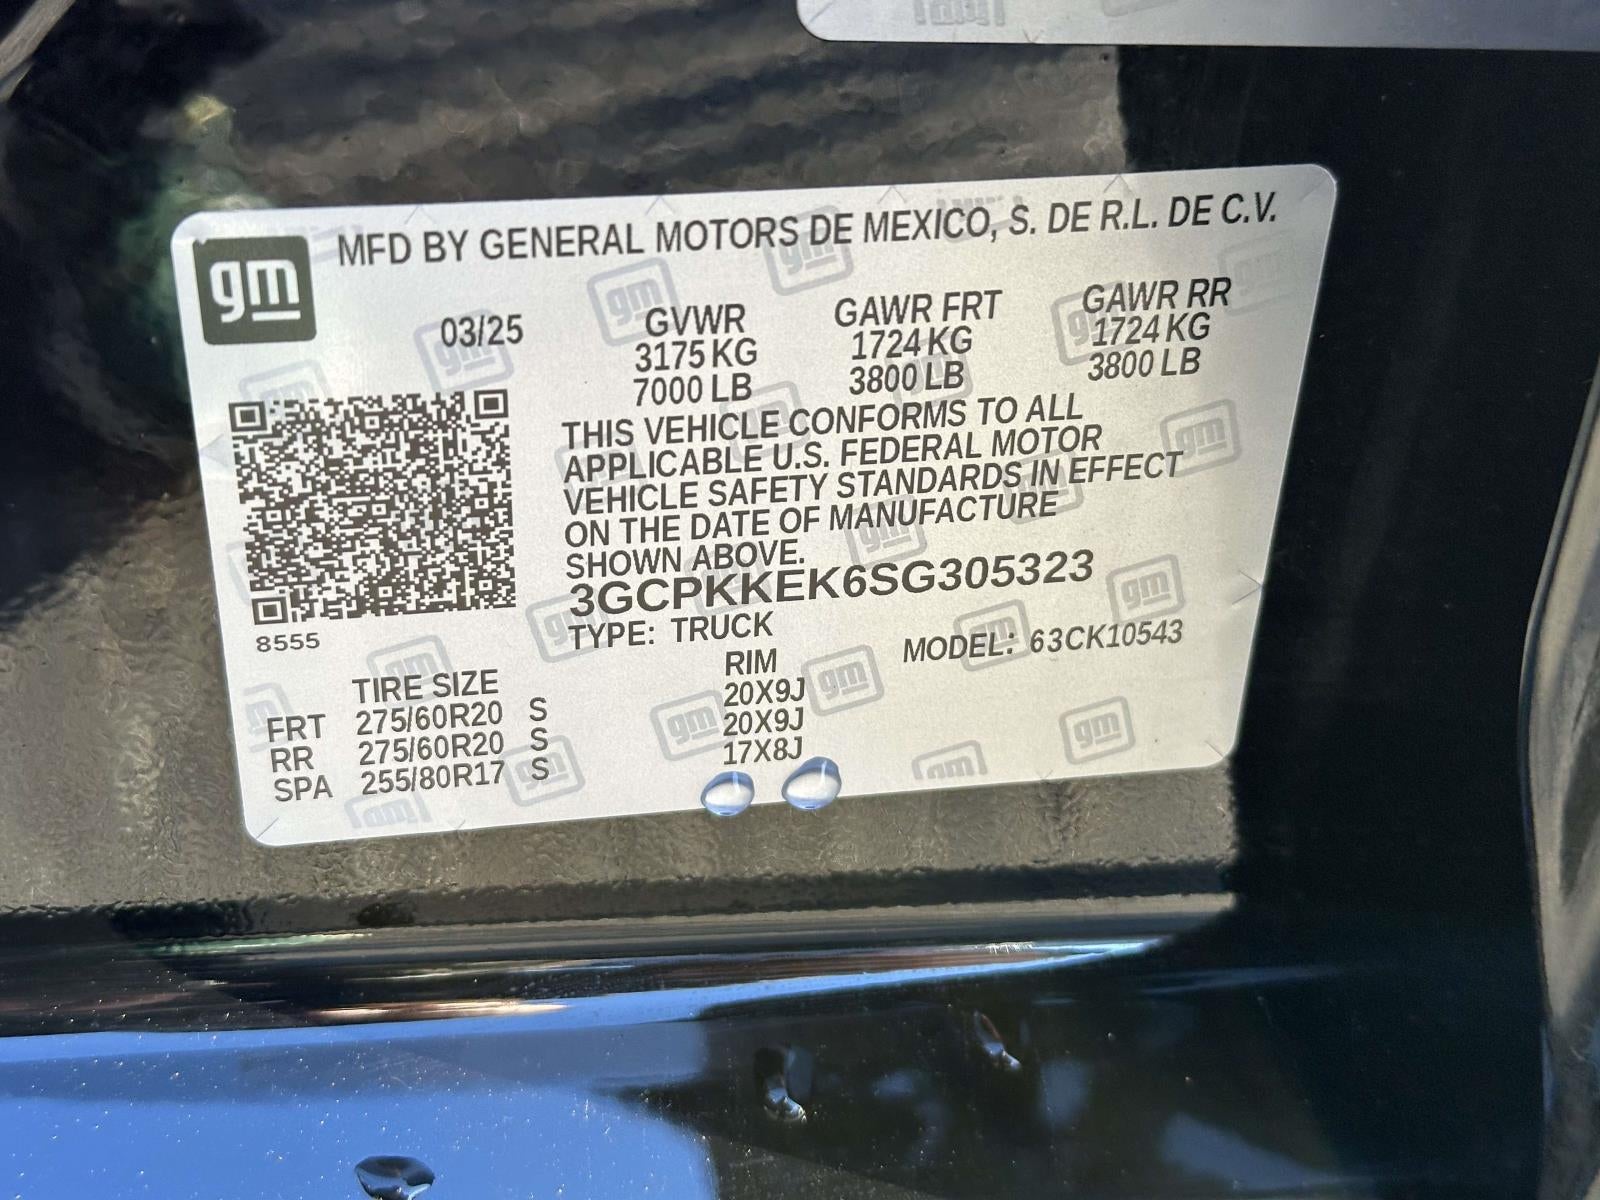 gm
MFD BY GENERAL MOTORS DE MEXICO, S. DE R.L. DE C.V.
03/25
GVWR GAWR FRT GAWR RR
3175 KG 1724 KG 1724 KG
7000 LB 3800 LB 3800 LB
THIS VEHICLE CONFORMS TO ALL
APPLICABLE U.S. FEDERAL MOTOR
VEHICLE SAFETY STANDARDS IN EFFECT
ON THE DATE OF MANUFACTURE
SHOWN ABOVE.
3GCPKKEK6SG305323
8555
TYPE: TRUCK MODEL: 63CK10543
TIRE SIZE RIM
FRT 275/60R20 S 20X9J
RR 275/60R20 S 20X9J
SPA 255/80R17 S 17X8J